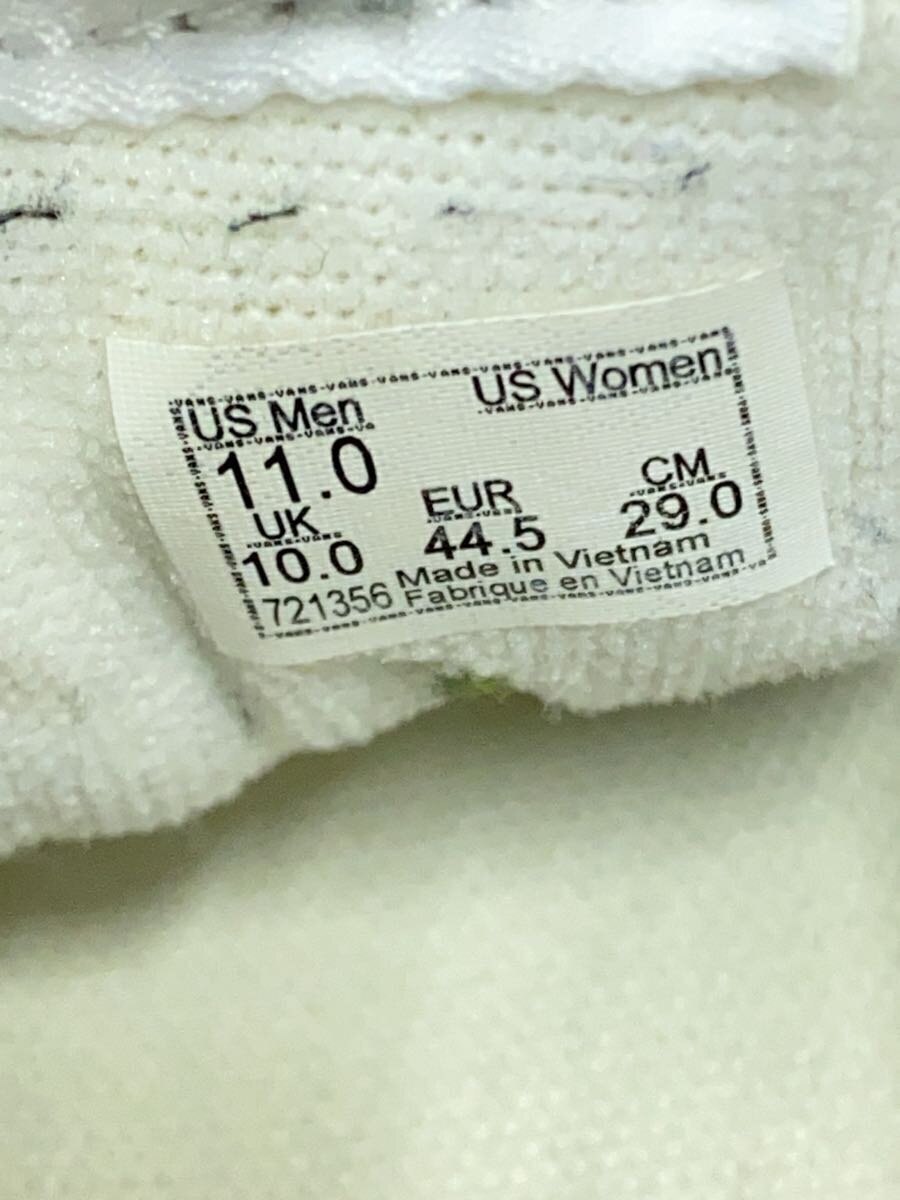 US Men US Women
11.0
UK EUR CM
10.0 44.5 29.0
721356 Made in Vietnam
Fabrique en Vietnam